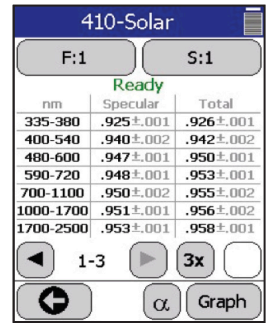 410-Solar
F:1 S:1
Ready
nm Specular Total
335-380 .925±.001 .926±.001
400-540 .940±.002 .942±.002
480-600 .947±.001 .950±.001
590-720 .948±.001 .953±.001
700-1100 .950±.002 .955±.002
1000-1700 .951±.001 .956±.002
1700-2500 .953±.001 .958±.001
1-3 3x
α Graph